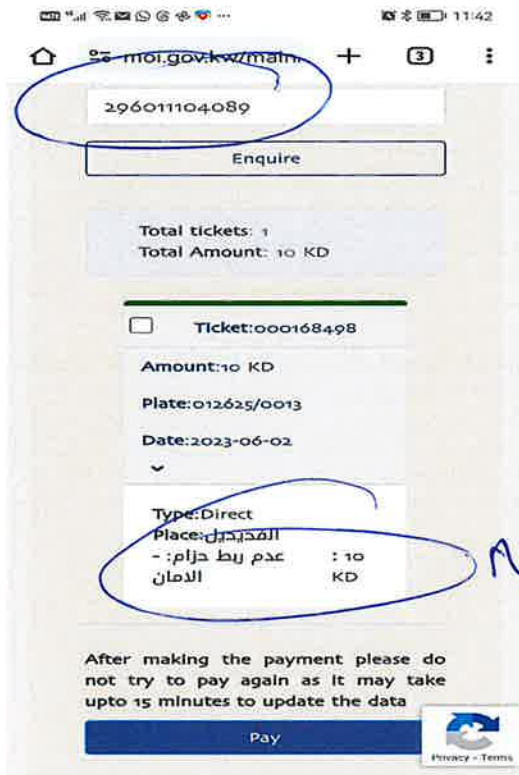 11:42
moi.gov.kw/main
3
296011104089
Enquire
Total tickets: 1
Total Amount: 10 KD
Ticket:000168498
Amount:10 KD
Plate:012625/0013
Date:2023-06-02
Type:Direct
Place:الفحيحيل
- :عدم ربط حزام الامان : 10 KD
After making the payment please do
not try to pay again as it may take
upto 15 minutes to update the data
Pay
Privacy - Terms